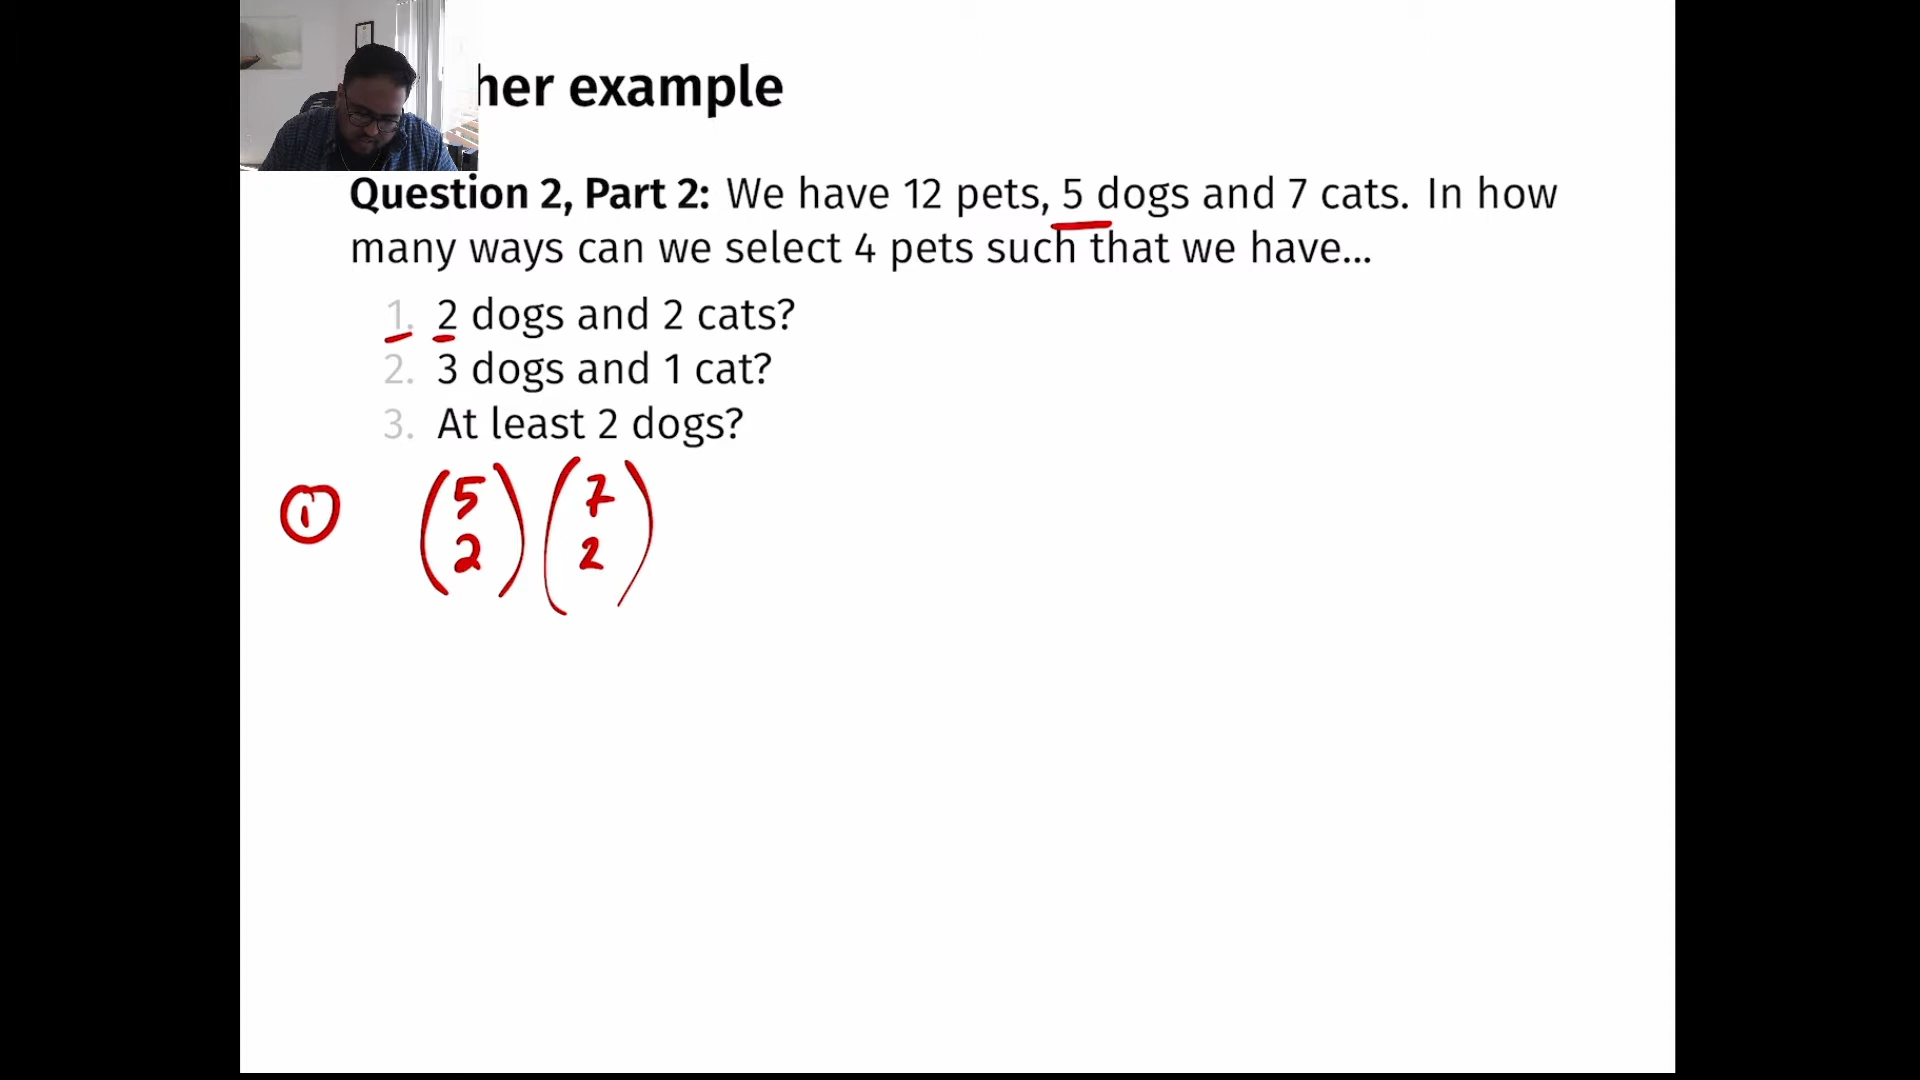 her example
Question 2, Part 2: We have 12 pets, 5 dogs and 7 cats. In how
many ways can we select 4 pets such that we have...
1. 2 dogs and 2 cats?
2. 3 dogs and 1 cat?
3. At least 2 dogs?
① (5 2) (7 2)